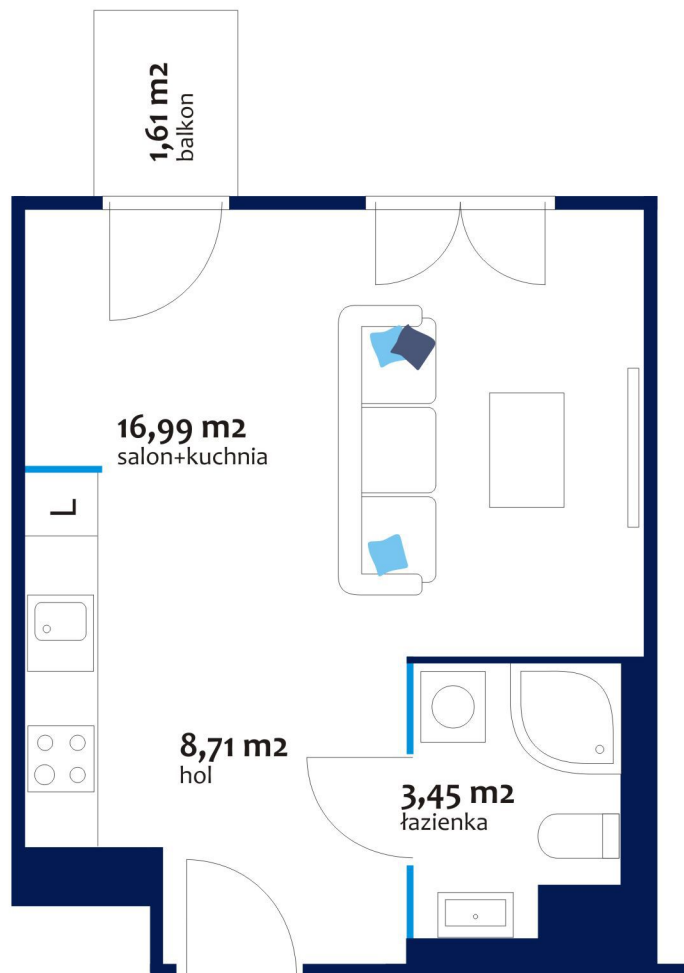 1,61 m2
balkon
16,99 m2
salon+kuchnia
L
8,71 m2
hol
3,45 m2
łazienka